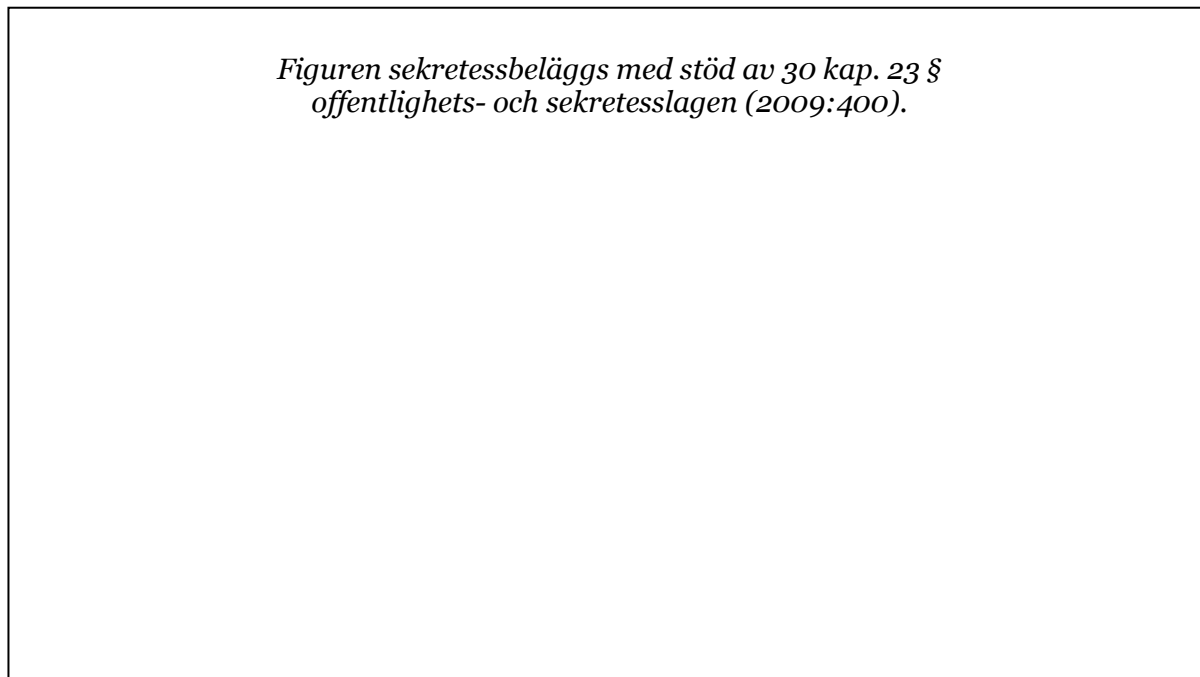 Figuren sekretessbeläggs med stöd av 30 kap. 23 §
offentlighets- och sekretesslagen (2009:400).